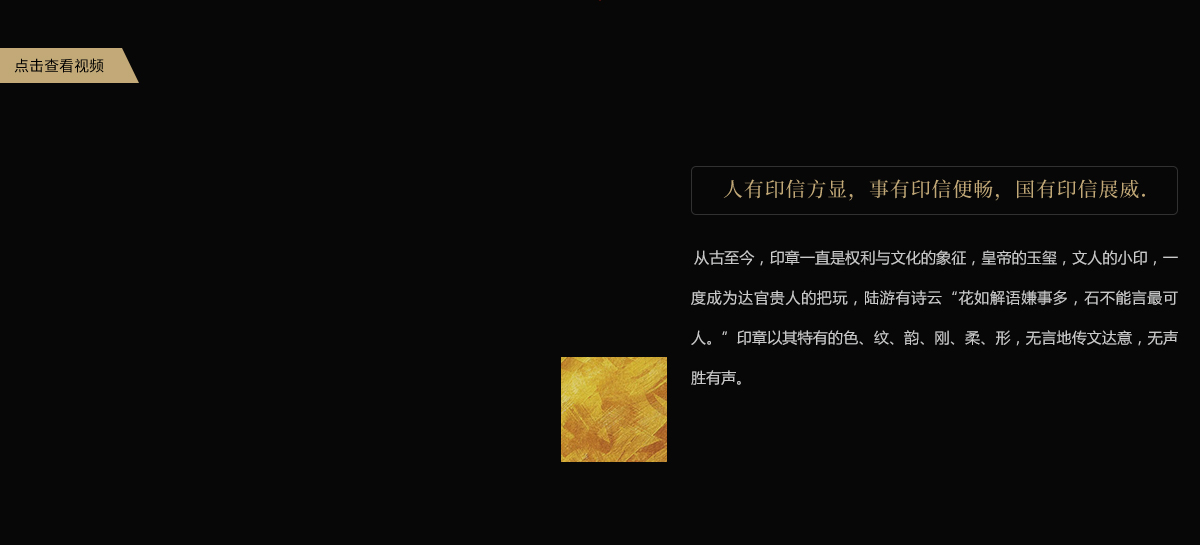 点击查看视频
人有印信方显，事有印信便畅，国有印信展威.
从古至今，印章一直是权利与文化的象征，皇帝的玉玺，文人的小印，一
度成为达官贵人的把玩，陆游有诗云“花如解语嫌事多，石不能言最可
人。”印章以其特有的色、纹、韵、刚、柔、形，无言地传文达意，无声
胜有声。